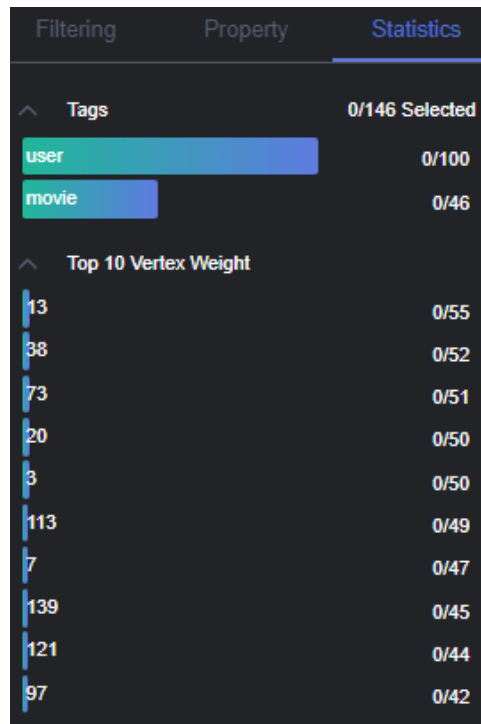 Filtering Property Statistics
Tags 0/146 Selected
user 0/100
movie 0/46
Top 10 Vertex Weight
13 0/55
38 0/52
73 0/51
20 0/50
3 0/50
113 0/49
7 0/47
139 0/45
121 0/44
97 0/42